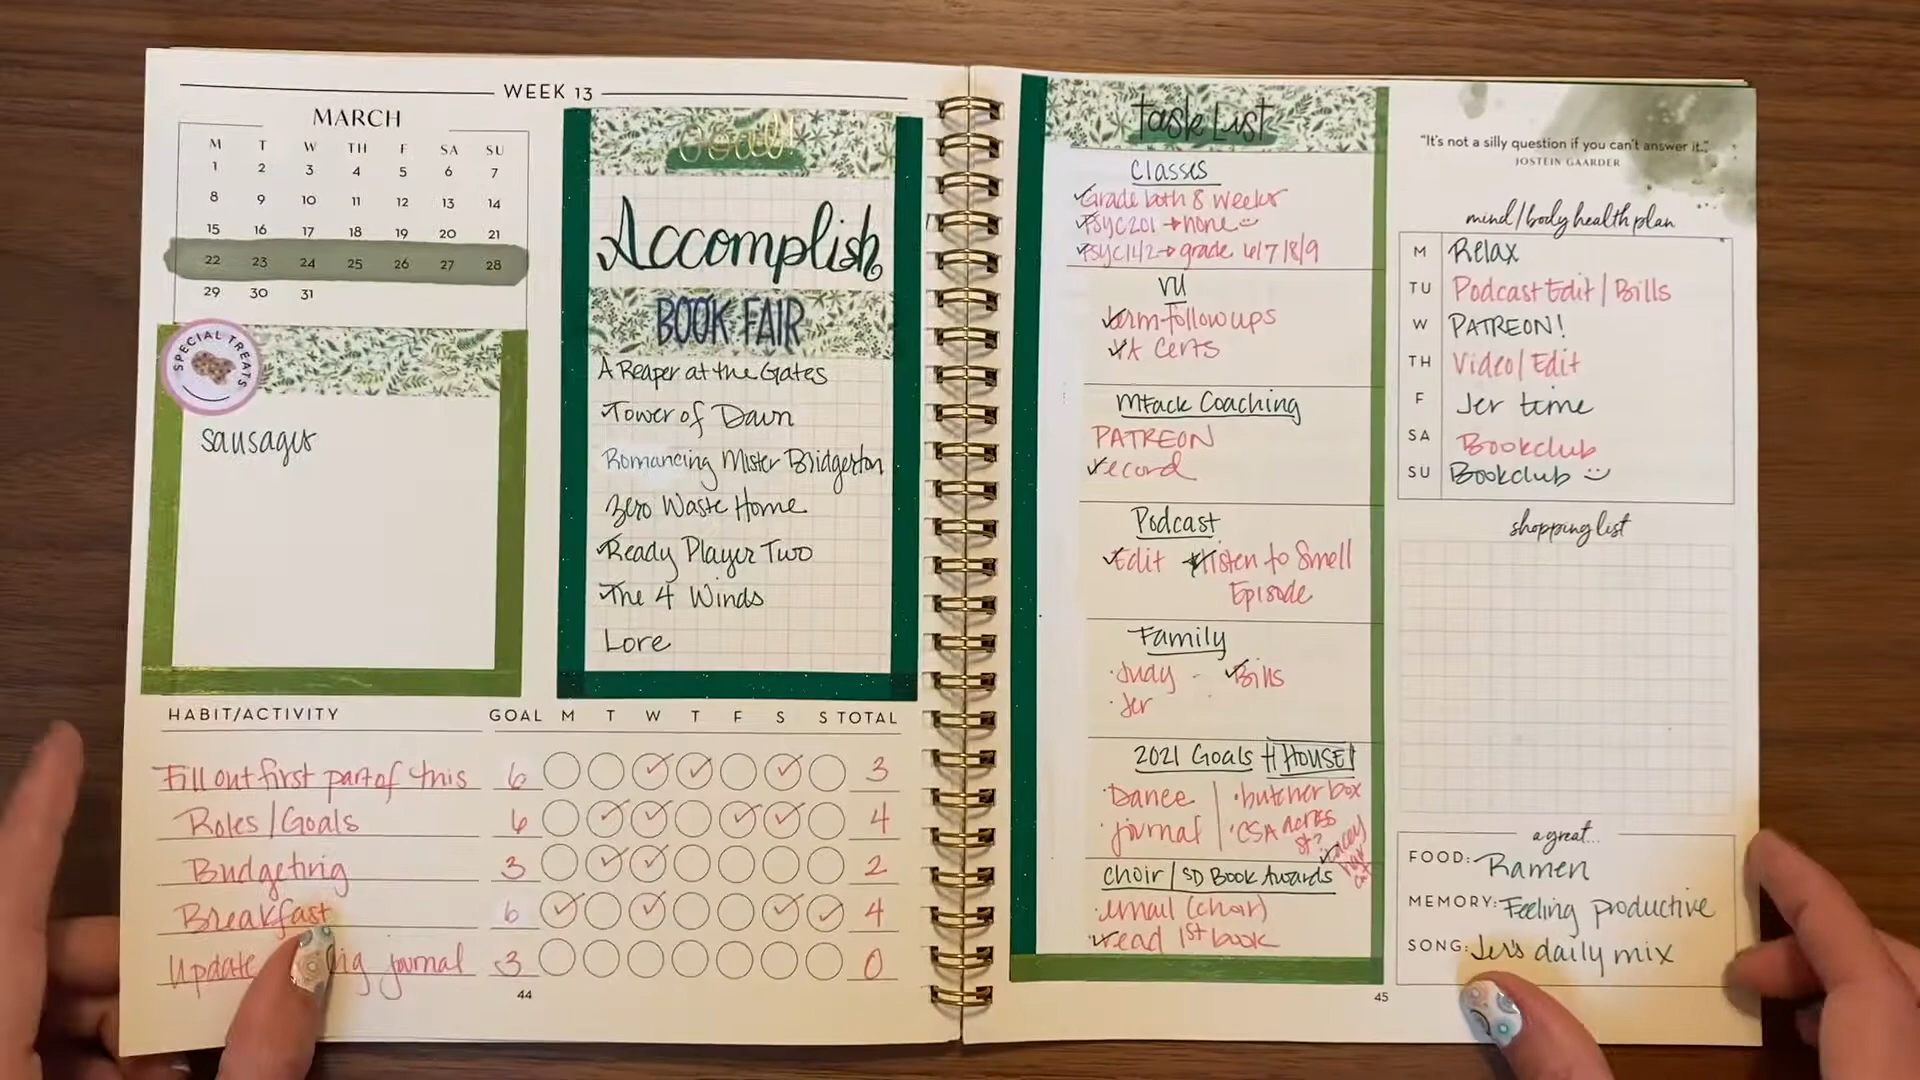 WEEK 13
MARCH
M T W TH F SA SU
1 2 3 4 5 6 7
8 9 10 11 12 13 14
15 16 17 18 19 20 21
22 23 24 25 26 27 28
29 30 31
SPECIAL TREATS
sausages
Accomplish
BOOK FAIR
A Reaper at the Gates
Tower of Dawn
Romancing Mister Bridgerton
Zero Waste Home
Ready Player Two
The 4 Winds
Lore
HABIT/ACTIVITY GOAL M T W T F S S TOTAL
Fill out first part of this 6 3
Roles/Goals 6 4
Budgeting 3 2
Breakfast 6 4
Update journal 3 0
44
Task List
Classes
Grade both 8 weeks
PSYC201 → none
PSYC 1/2 → grade 6/7/8/9
VU
term follow ups
TA Certs
MTack Coaching
PATREON
record
Podcast
Edit Listen to Smell
Episode
Family
Judy Bills
Jer
2021 Goals HOUSE!
Dance | butcher box
journal | CSA across
st?
Choir / SD Book Awards
email (choir)
read 1st book
45
"It's not a silly question if you can't answer it."
JOSTEIN GAARDER
mind/body health plan
M Relax
TU Podcast Edit / Bills
W PATREON!
TH Video/Edit
F Jer time
SA Bookclub
SU Bookclub
shopping list
a great...
FOOD: Ramen
MEMORY: Feeling productive
SONG: Jer's daily mix